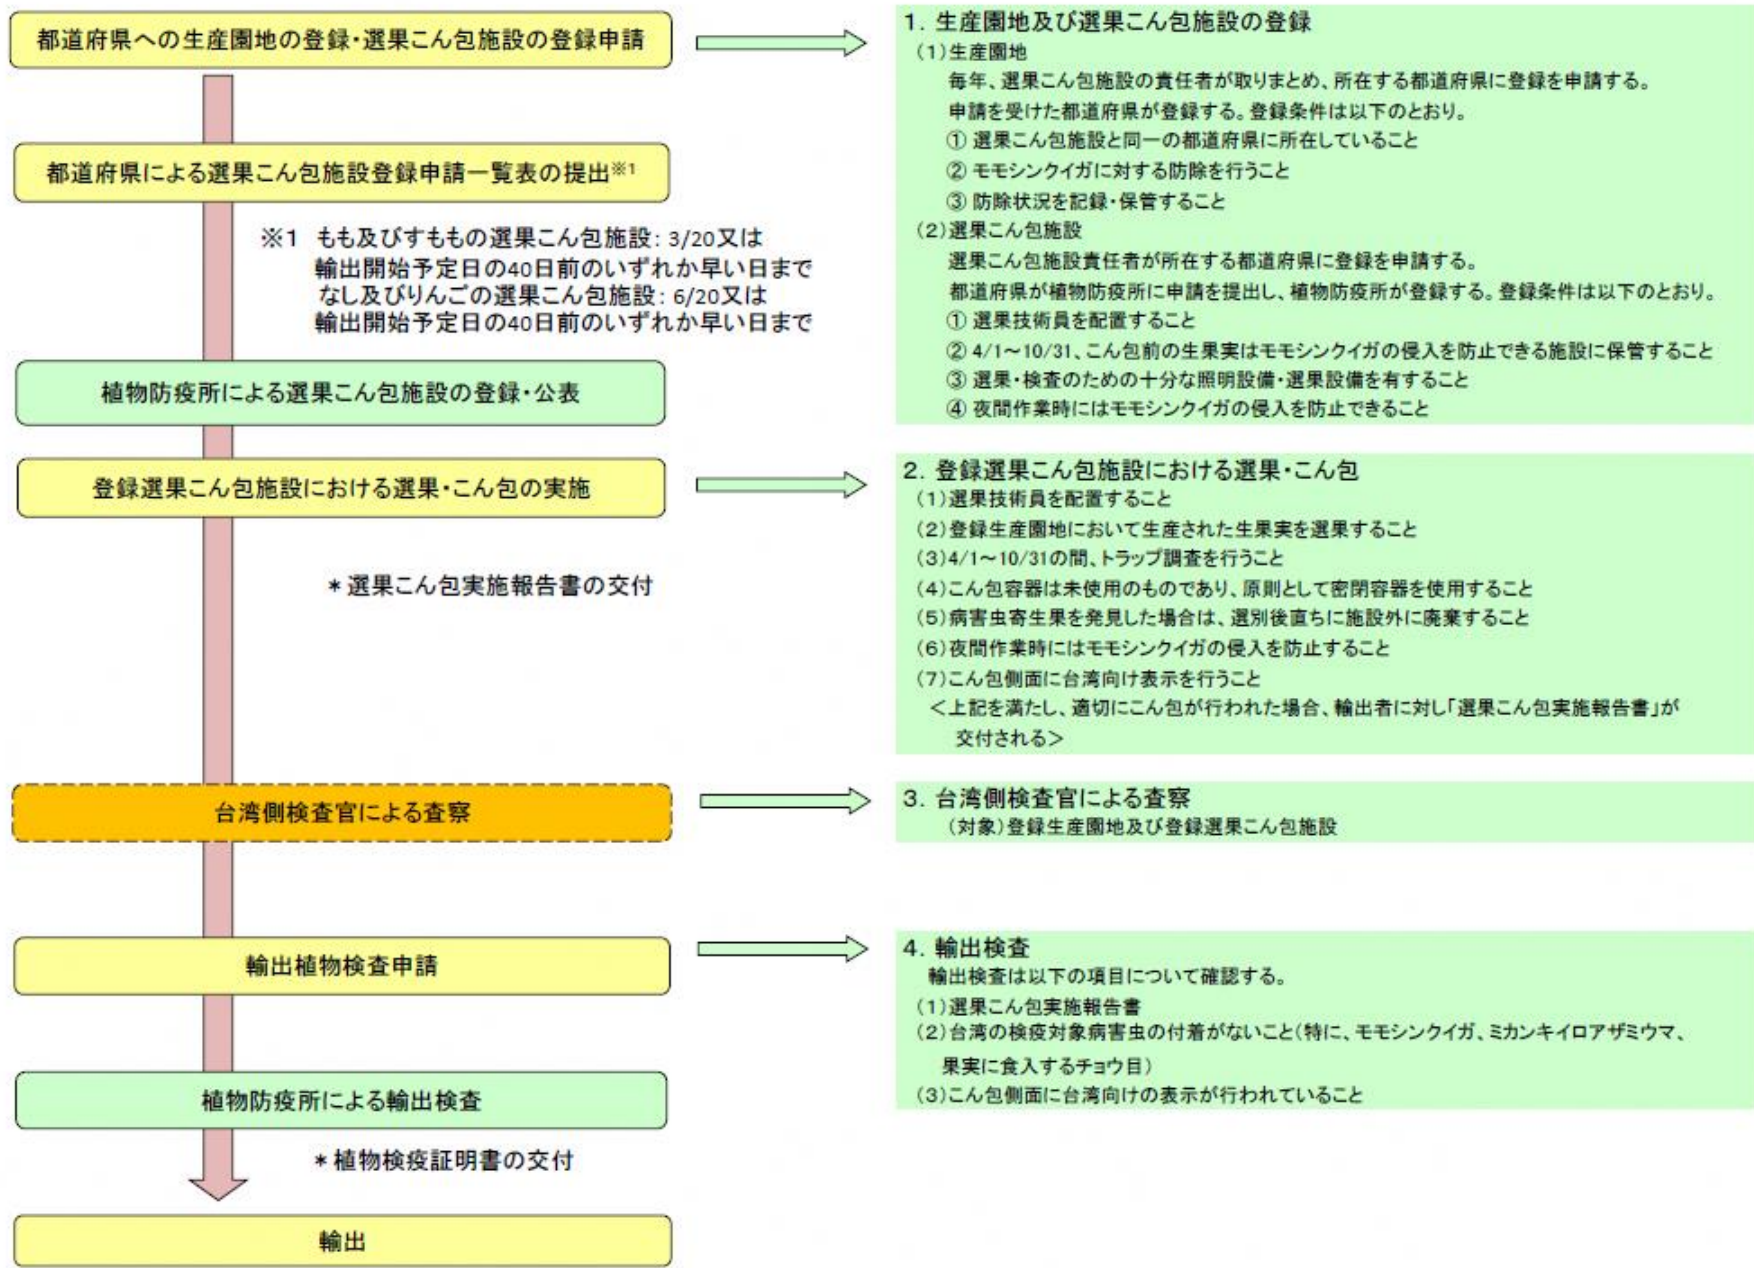 都道府県への生産園地の登録・選果こん包施設の登録申請
都道府県による選果こん包施設登録申請一覧表の提出※1
※1 もも及びすももの選果こん包施設: 3/20又は
輸出開始予定日の40日前のいずれか早い日まで
なし及びりんごの選果こん包施設: 6/20又は
輸出開始予定日の40日前のいずれか早い日まで
植物防疫所による選果こん包施設の登録・公表
登録選果こん包施設における選果・こん包の実施
*選果こん包実施報告書の交付
台湾側検査官による査察
輸出植物検査申請
植物防疫所による輸出検査
*植物検疫証明書の交付
輸出
1. 生産園地及び選果こん包施設の登録
(1)生産園地
毎年、選果こん包施設の責任者が取りまとめ、所在する都道府県に登録を申請する。
申請を受けた都道府県が登録する。登録条件は以下のとおり。
① 選果こん包施設と同一の都道府県に所在していること
② モモシンクイガに対する防除を行うこと
③ 防除状況を記録・保管すること
(2)選果こん包施設
選果こん包施設責任者が所在する都道府県に登録を申請する。
都道府県が植物防疫所に申請を提出し、植物防疫所が登録する。登録条件は以下のとおり。
① 選果技術員を配置すること
② 4/1～10/31、こん包前の生果実はモモシンクイガの侵入を防止できる施設に保管すること
③ 選果・検査のための十分な照明設備・選果設備を有すること
④ 夜間作業時にはモモシンクイガの侵入を防止できること
2. 登録選果こん包施設における選果・こん包
(1)選果技術員を配置すること
(2)登録生産園地において生産された生果実を選果すること
(3)4/1～10/31の間、トラップ調査を行うこと
(4)こん包容器は未使用のものであり、原則として密閉容器を使用すること
(5)病害虫寄生果を発見した場合は、選別後直ちに施設外に廃棄すること
(6)夜間作業時にはモモシンクイガの侵入を防止すること
(7)こん包側面に台湾向け表示を行うこと
<上記を満たし、適切にこん包が行われた場合、輸出者に対し「選果こん包実施報告書」が
交付される>
3. 台湾側検査官による査察
(対象)登録生産園地及び登録選果こん包施設
4. 輸出検査
輸出検査は以下の項目について確認する。
(1)選果こん包実施報告書
(2)台湾の検疫対象病害虫の付着がないこと(特に、モモシンクイガ、ミカンキイロアザミウマ、
果実に食入するチョウ目)
(3)こん包側面に台湾向けの表示が行われていること